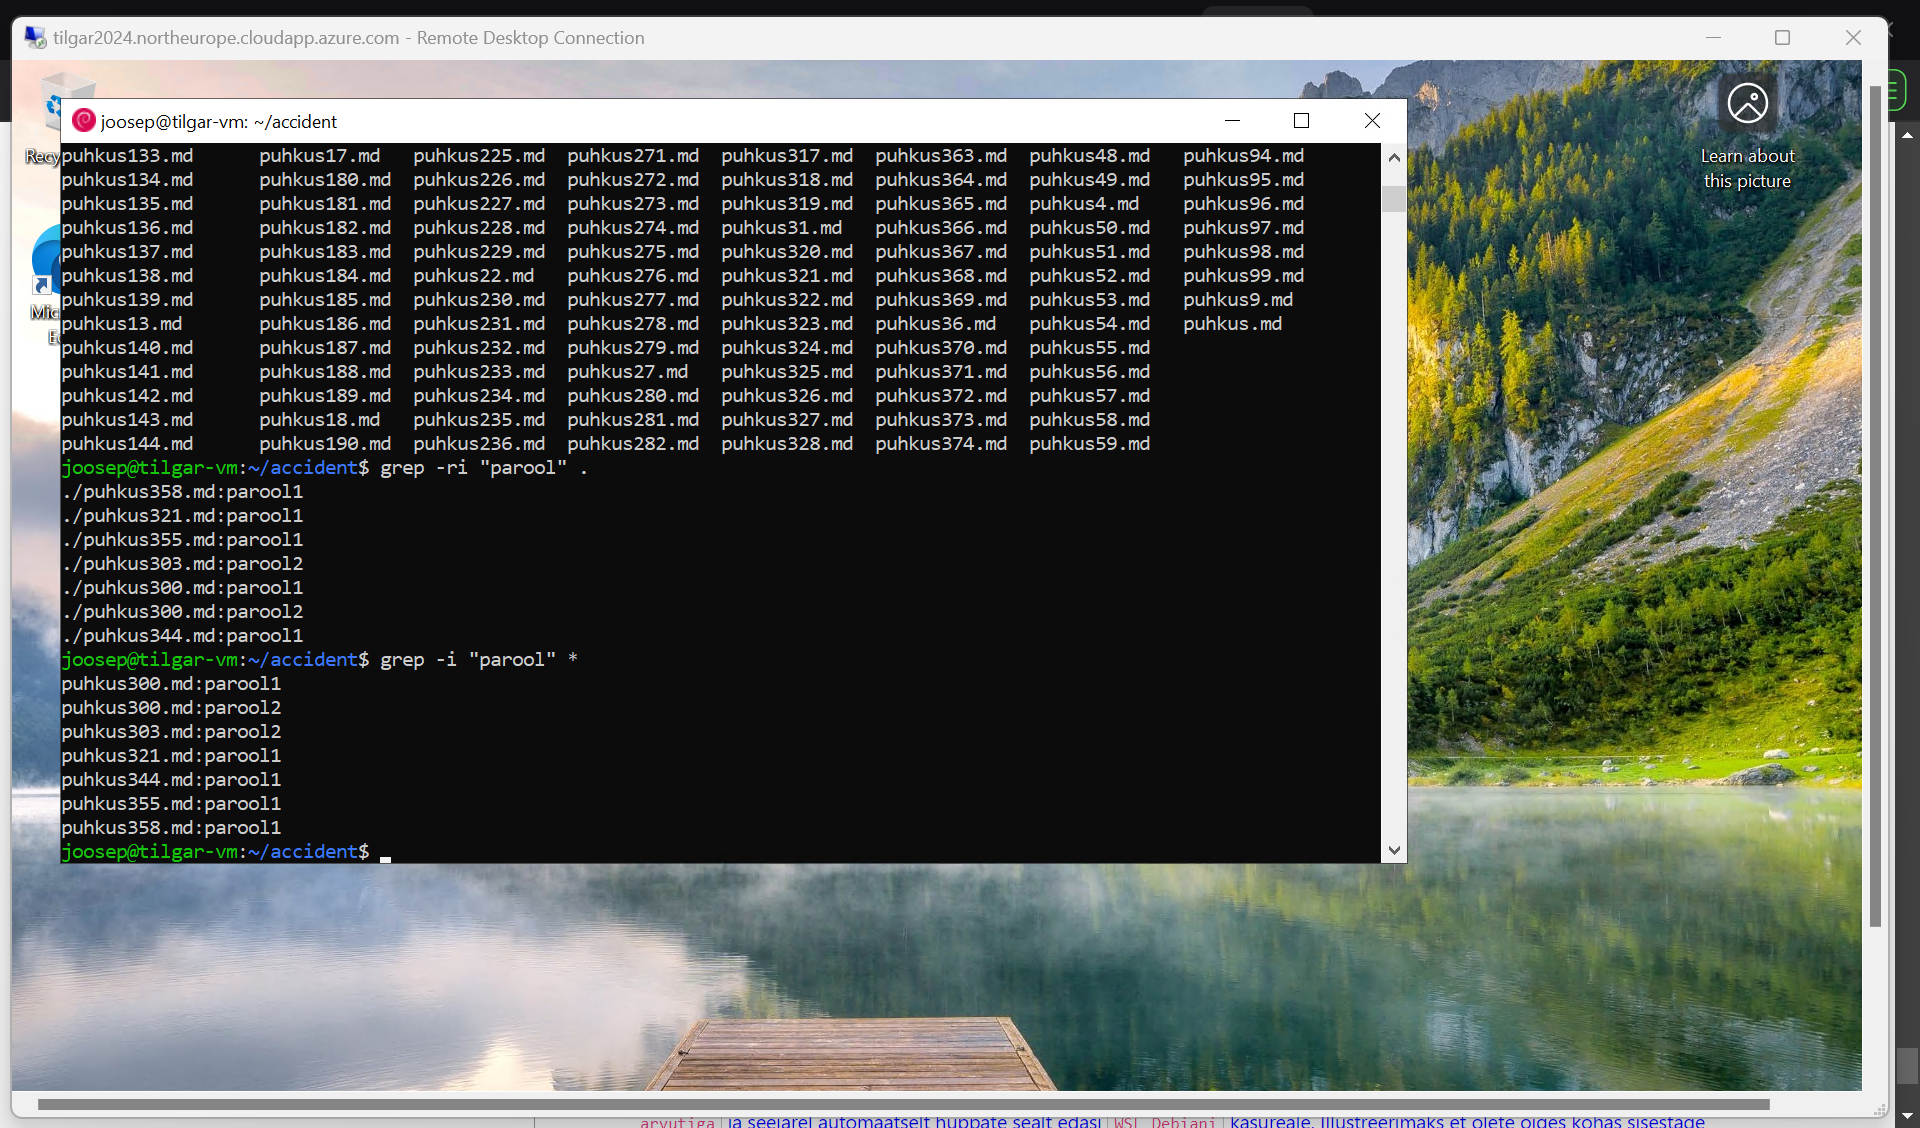 tilgar2024.northeurope.cloudapp.azure.com - Remote Desktop Connection
joosep@tilgar-vm: ~/accident
Learn about
this picture
puhkus133.md puhkus17.md puhkus225.md puhkus271.md puhkus317.md puhkus363.md puhkus48.md puhkus94.md
puhkus134.md puhkus180.md puhkus226.md puhkus272.md puhkus318.md puhkus364.md puhkus49.md puhkus95.md
puhkus135.md puhkus181.md puhkus227.md puhkus273.md puhkus319.md puhkus365.md puhkus4.md puhkus96.md
puhkus136.md puhkus182.md puhkus228.md puhkus274.md puhkus31.md puhkus366.md puhkus50.md puhkus97.md
puhkus137.md puhkus183.md puhkus229.md puhkus275.md puhkus320.md puhkus367.md puhkus51.md puhkus98.md
puhkus138.md puhkus184.md puhkus22.md puhkus276.md puhkus321.md puhkus368.md puhkus52.md puhkus99.md
puhkus139.md puhkus185.md puhkus230.md puhkus277.md puhkus322.md puhkus369.md puhkus53.md puhkus9.md
puhkus13.md puhkus186.md puhkus231.md puhkus278.md puhkus323.md puhkus36.md puhkus54.md puhkus.md
puhkus140.md puhkus187.md puhkus232.md puhkus279.md puhkus324.md puhkus370.md puhkus55.md
puhkus141.md puhkus188.md puhkus233.md puhkus27.md puhkus325.md puhkus371.md puhkus56.md
puhkus142.md puhkus189.md puhkus234.md puhkus280.md puhkus326.md puhkus372.md puhkus57.md
puhkus143.md puhkus18.md puhkus235.md puhkus281.md puhkus327.md puhkus373.md puhkus58.md
puhkus144.md puhkus190.md puhkus236.md puhkus282.md puhkus328.md puhkus374.md puhkus59.md
joosep@tilgar-vm:~/accident$ grep -ri "parool" .
./puhkus358.md:parool1
./puhkus321.md:parool1
./puhkus355.md:parool1
./puhkus303.md:parool2
./puhkus300.md:parool1
./puhkus300.md:parool2
./puhkus344.md:parool1
joosep@tilgar-vm:~/accident$ grep -i "parool" *
puhkus300.md:parool1
puhkus300.md:parool2
puhkus303.md:parool2
puhkus321.md:parool1
puhkus344.md:parool1
puhkus355.md:parool1
puhkus358.md:parool1
joosep@tilgar-vm:~/accident$
arvutiga ja seejärel automaatselt hüppate sealt edasi WSL Debiani käsureale. Illustreerimaks et olete õiges kohas sisestage